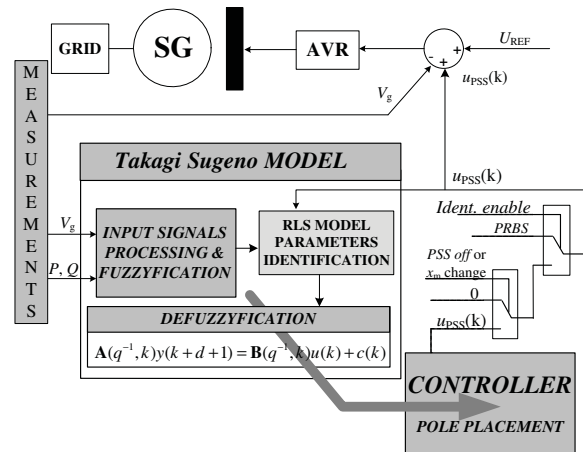 GRID
SG
AVR
U_REF
u_PSS(k)
V_g
- + +
MEASUREMENTS
Takagi Sugeno MODEL
u_PSS(k)
V_g
P, Q
INPUT SIGNALS
PROCESSING &
FUZZYFICATION
RLS MODEL
PARAMETERS
IDENTIFICATION
Ident. enable
PRBS
PSS off or
x_m change
0
u_PSS(k)
DEFUZZYFICATION
A(q⁻¹,k)y(k+d+1)=B(q⁻¹,k)u(k)+c(k)
CONTROLLER
POLE PLACEMENT